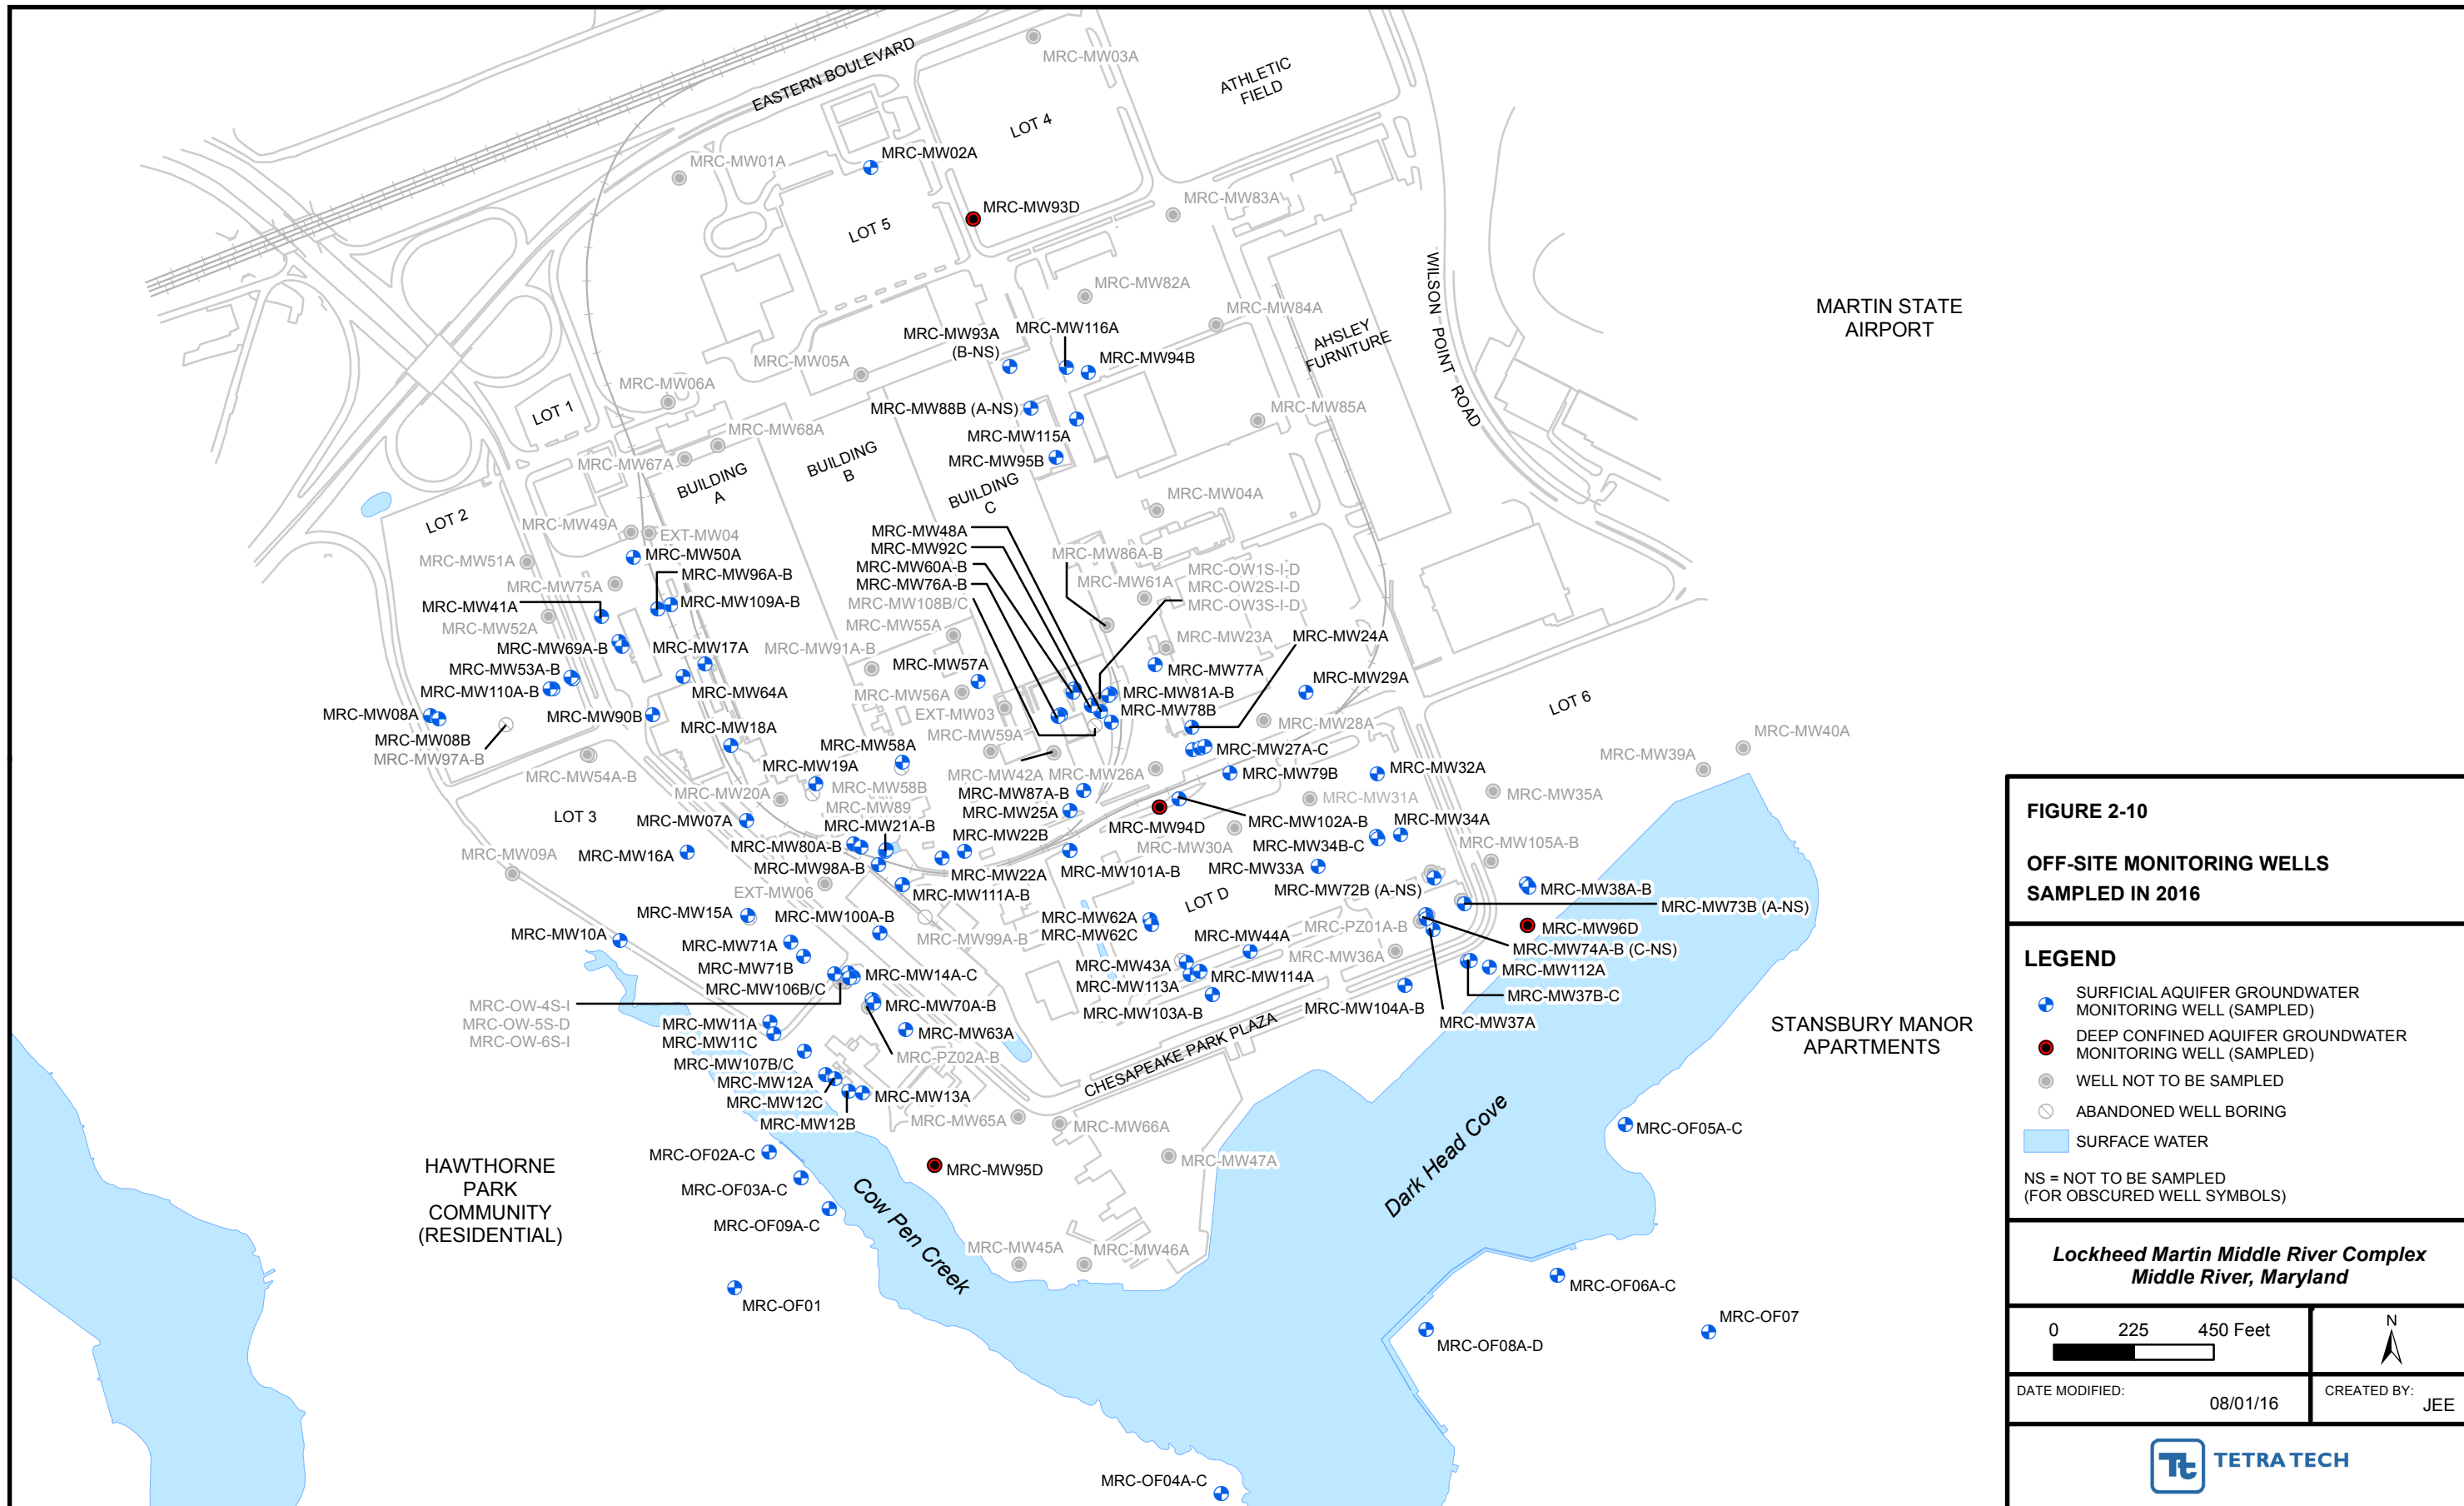 MRC-MW03A
EASTERN BOULEVARD
ATHLETIC
FIELD
LOT 4
MRC-MW01A
MRC-MW02A
MRC-MW83A
MRC-MW93D
LOT 5
MRC-MW82A
MRC-MW84A
MARTIN STATE
AIRPORT
WILSON POINT ROAD
MRC-MW93A
(B-NS)
MRC-MW116A
AHSLEY
FURNITURE
MRC-MW05A
MRC-MW94B
MRC-MW06A
LOT 1
MRC-MW88B (A-NS)
MRC-MW85A
MRC-MW68A
MRC-MW115A
MRC-MW67A
BUILDING
A
BUILDING
B
MRC-MW95B
BUILDING
C
MRC-MW04A
LOT 2
MRC-MW49A
EXT-MW04
MRC-MW48A
MRC-MW92C
MRC-MW60A-B
MRC-MW76A-B
MRC-MW108B/C
MRC-MW86A-B
MRC-MW51A
MRC-MW50A
MRC-MW75A
MRC-MW96A-B
MRC-MW61A
MRC-OW1S-I-D
MRC-OW2S-I-D
MRC-OW3S-I-D
MRC-MW41A
MRC-MW109A-B
MRC-MW52A
MRC-MW55A
MRC-MW23A
MRC-MW24A
MRC-MW69A-B
MRC-MW17A
MRC-MW91A-B
MRC-MW57A
MRC-MW77A
MRC-MW53A-B
MRC-MW29A
MRC-MW110A-B
MRC-MW64A
MRC-MW56A
MRC-MW81A-B
LOT 6
MRC-MW08A
MRC-MW90B
EXT-MW03
MRC-MW78B
MRC-MW28A
MRC-MW18A
MRC-MW59A
MRC-MW40A
MRC-MW08B
MRC-MW97A-B
MRC-MW58A
MRC-MW27A-C
MRC-MW39A
MRC-MW54A-B
MRC-MW19A
MRC-MW42A
MRC-MW26A
MRC-MW79B
MRC-MW32A
MRC-MW20A
MRC-MW58B
MRC-MW87A-B
MRC-MW31A
MRC-MW35A
LOT 3
MRC-MW07A
MRC-MW89
MRC-MW25A
MRC-MW21A-B
MRC-MW94D
MRC-MW102A-B
MRC-MW34A
MRC-MW22B
MRC-MW30A
MRC-MW34B-C
MRC-MW105A-B
MRC-MW09A
MRC-MW16A
MRC-MW80A-B
MRC-MW98A-B
MRC-MW22A
MRC-MW101A-B
MRC-MW33A
EXT-MW06
MRC-MW111A-B
MRC-MW72B (A-NS)
MRC-MW38A-B
LOT D
MRC-MW73B (A-NS)
MRC-MW15A
MRC-MW100A-B
MRC-MW62A
MRC-MW62C
MRC-PZ01A-B
MRC-MW96D
MRC-MW10A
MRC-MW71A
MRC-MW99A-B
MRC-MW44A
MRC-MW74A-B (C-NS)
MRC-MW36A
MRC-MW71B
MRC-MW14A-C
MRC-MW43A
MRC-MW114A
MRC-MW112A
MRC-MW106B/C
MRC-MW113A
MRC-MW37B-C
MRC-OW-4S-I
MRC-OW-5S-D
MRC-OW-6S-I
MRC-MW70A-B
MRC-MW103A-B
MRC-MW104A-B
MRC-MW37A
MRC-MW11A
MRC-MW63A
MRC-MW11C
STANSBURY MANOR
APARTMENTS
MRC-MW107B/C
MRC-PZ02A-B
CHESAPEAKE PARK PLAZA
MRC-MW12A
MRC-MW12C
MRC-MW13A
MRC-MW12B
MRC-MW65A
MRC-MW66A
MRC-OF05A-C
MRC-OF02A-C
MRC-MW95D
MRC-MW47A
Dark Head Cove
HAWTHORNE
PARK
COMMUNITY
(RESIDENTIAL)
MRC-OF03A-C
Cow Pen Creek
MRC-OF09A-C
MRC-MW45A
MRC-MW46A
MRC-OF06A-C
MRC-OF01
MRC-OF07
MRC-OF08A-D
MRC-OF04A-C
FIGURE 2-10
OFF-SITE MONITORING WELLS
SAMPLED IN 2016
LEGEND
SURFICIAL AQUIFER GROUNDWATER
MONITORING WELL (SAMPLED)
DEEP CONFINED AQUIFER GROUNDWATER
MONITORING WELL (SAMPLED)
WELL NOT TO BE SAMPLED
ABANDONED WELL BORING
SURFACE WATER
NS = NOT TO BE SAMPLED
(FOR OBSCURED WELL SYMBOLS)
Lockheed Martin Middle River Complex
Middle River, Maryland
0 225 450 Feet
N
DATE MODIFIED:
08/01/16
CREATED BY:
JEE
Tt TETRA TECH